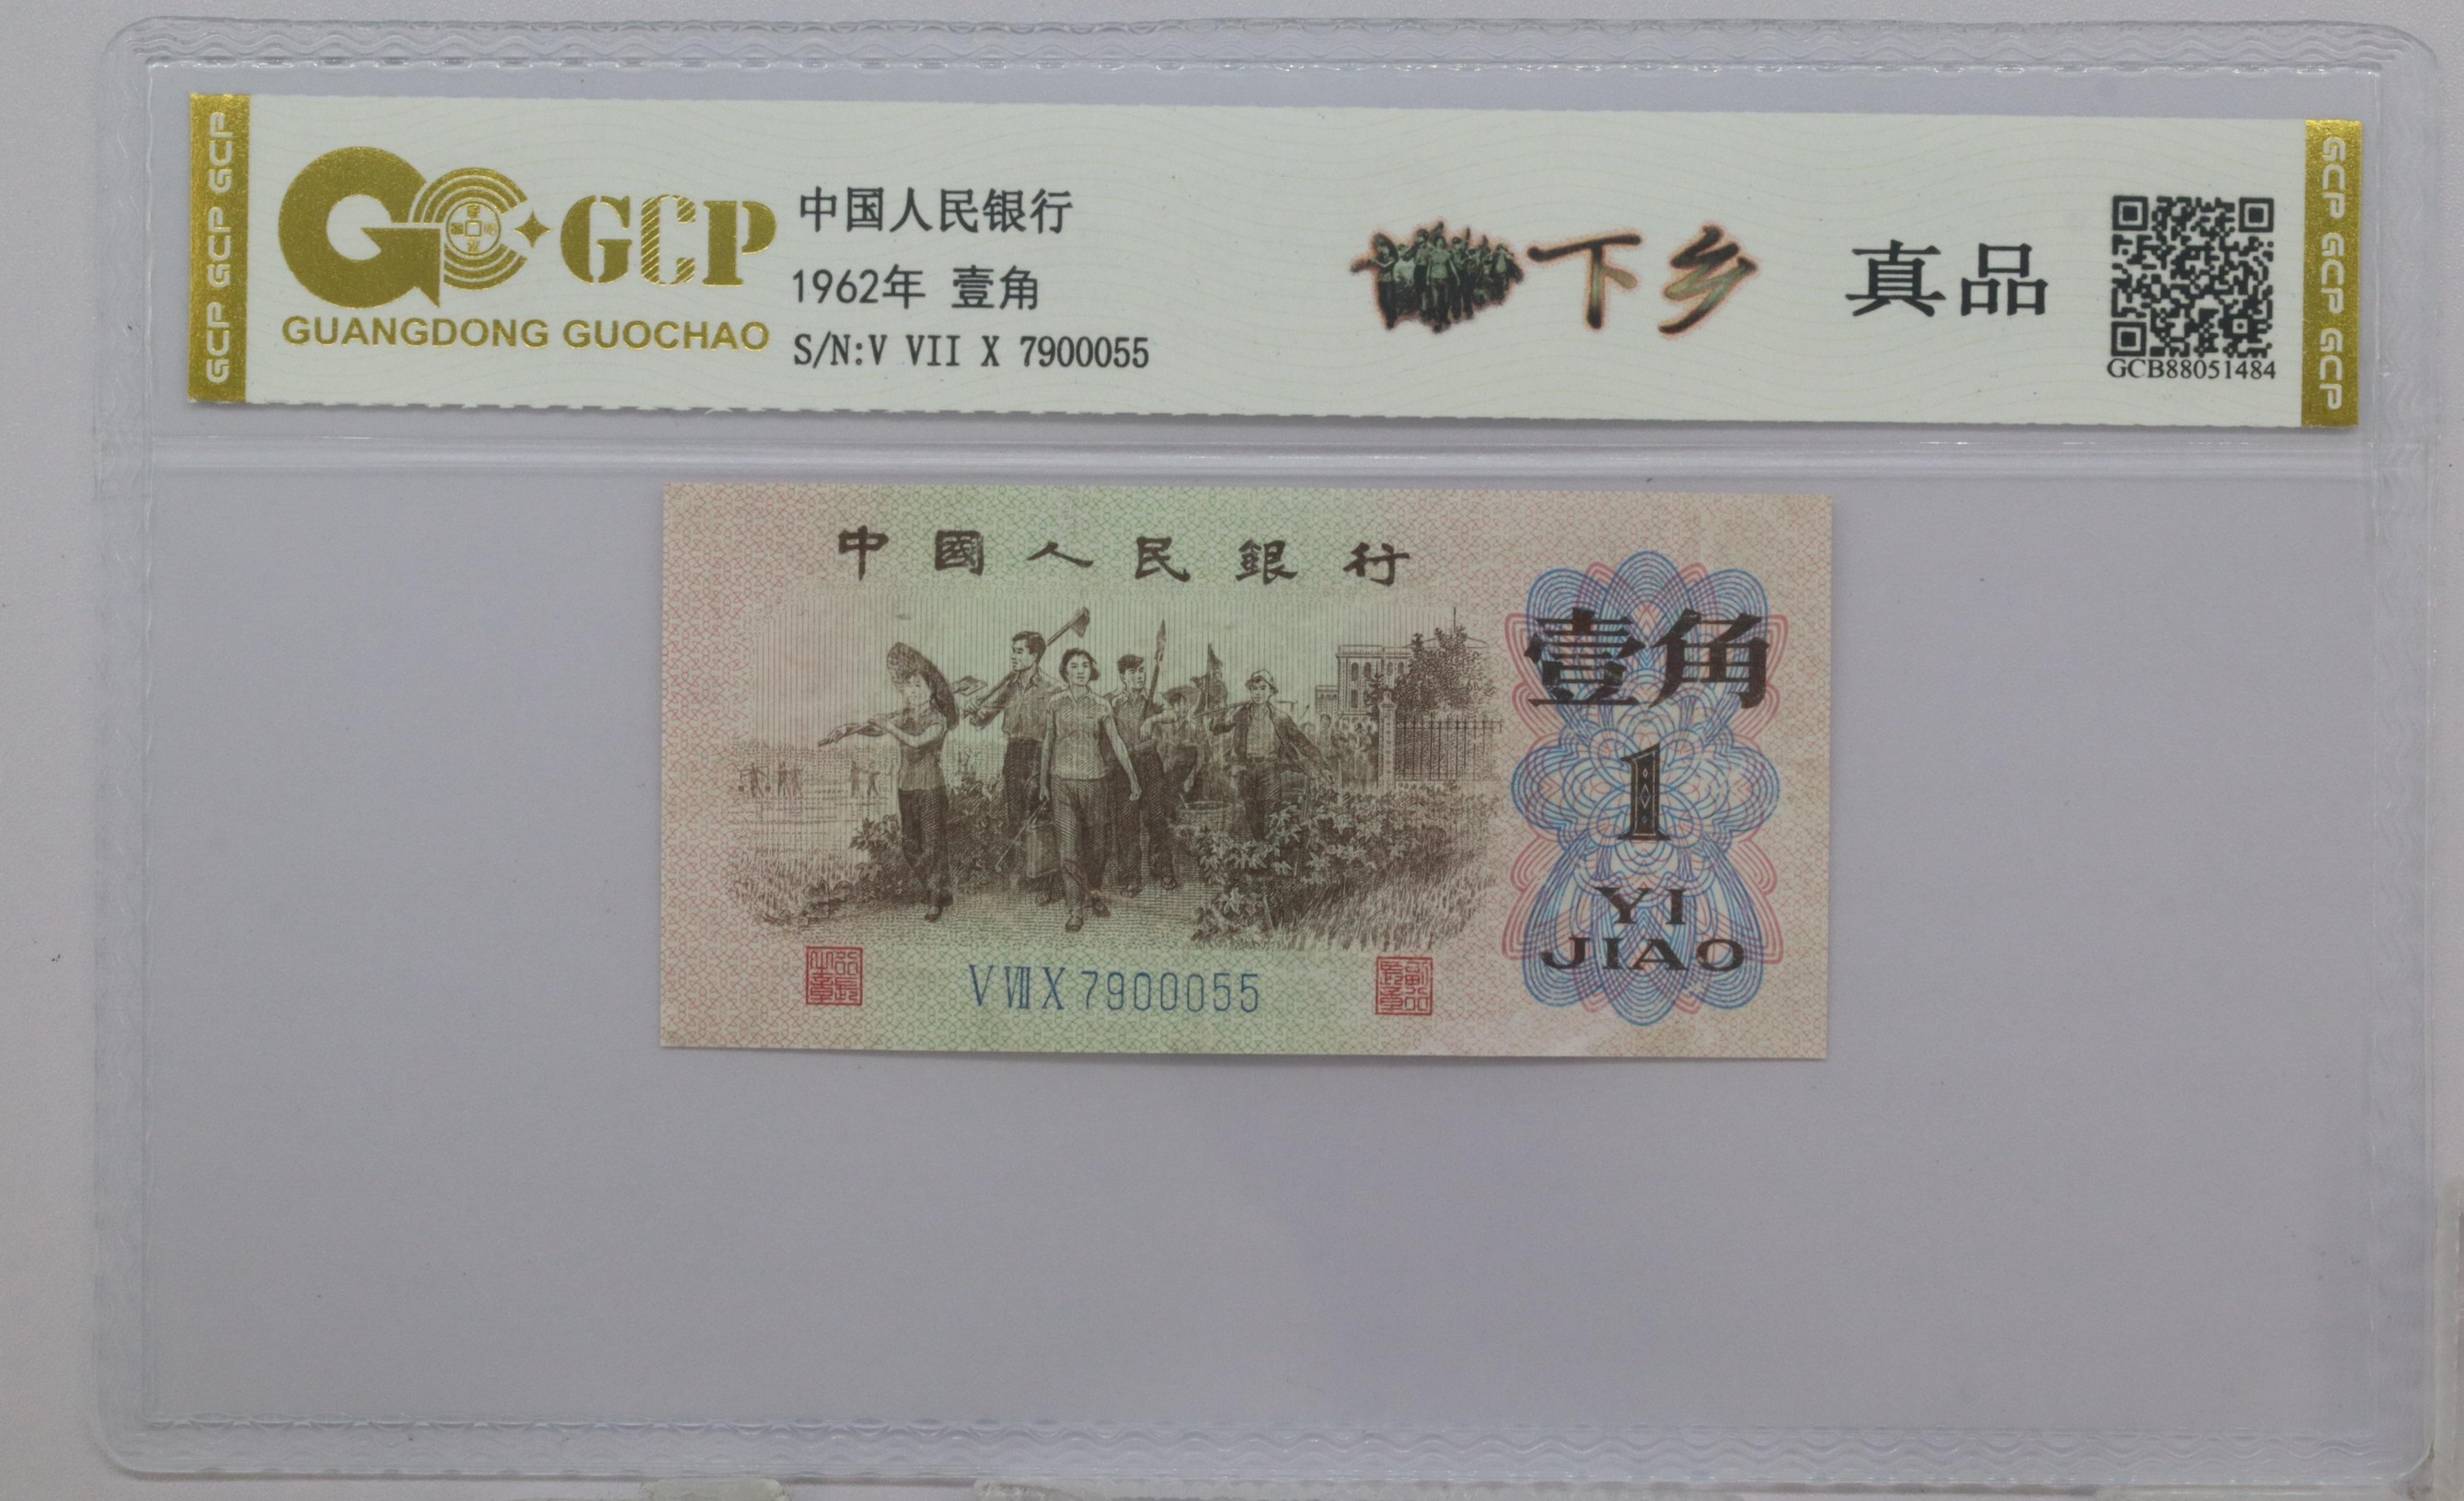 GCP GCP GCP
GCP
GUANGDONG GUOCHAO
中国人民银行
1962年 壹角
S/N:V VII X 7900055
下乡
真品
GCB88051484
GCP GCP GCP
中國人民銀行
壹角
1
YI
JIAO
V VIII X 7900055